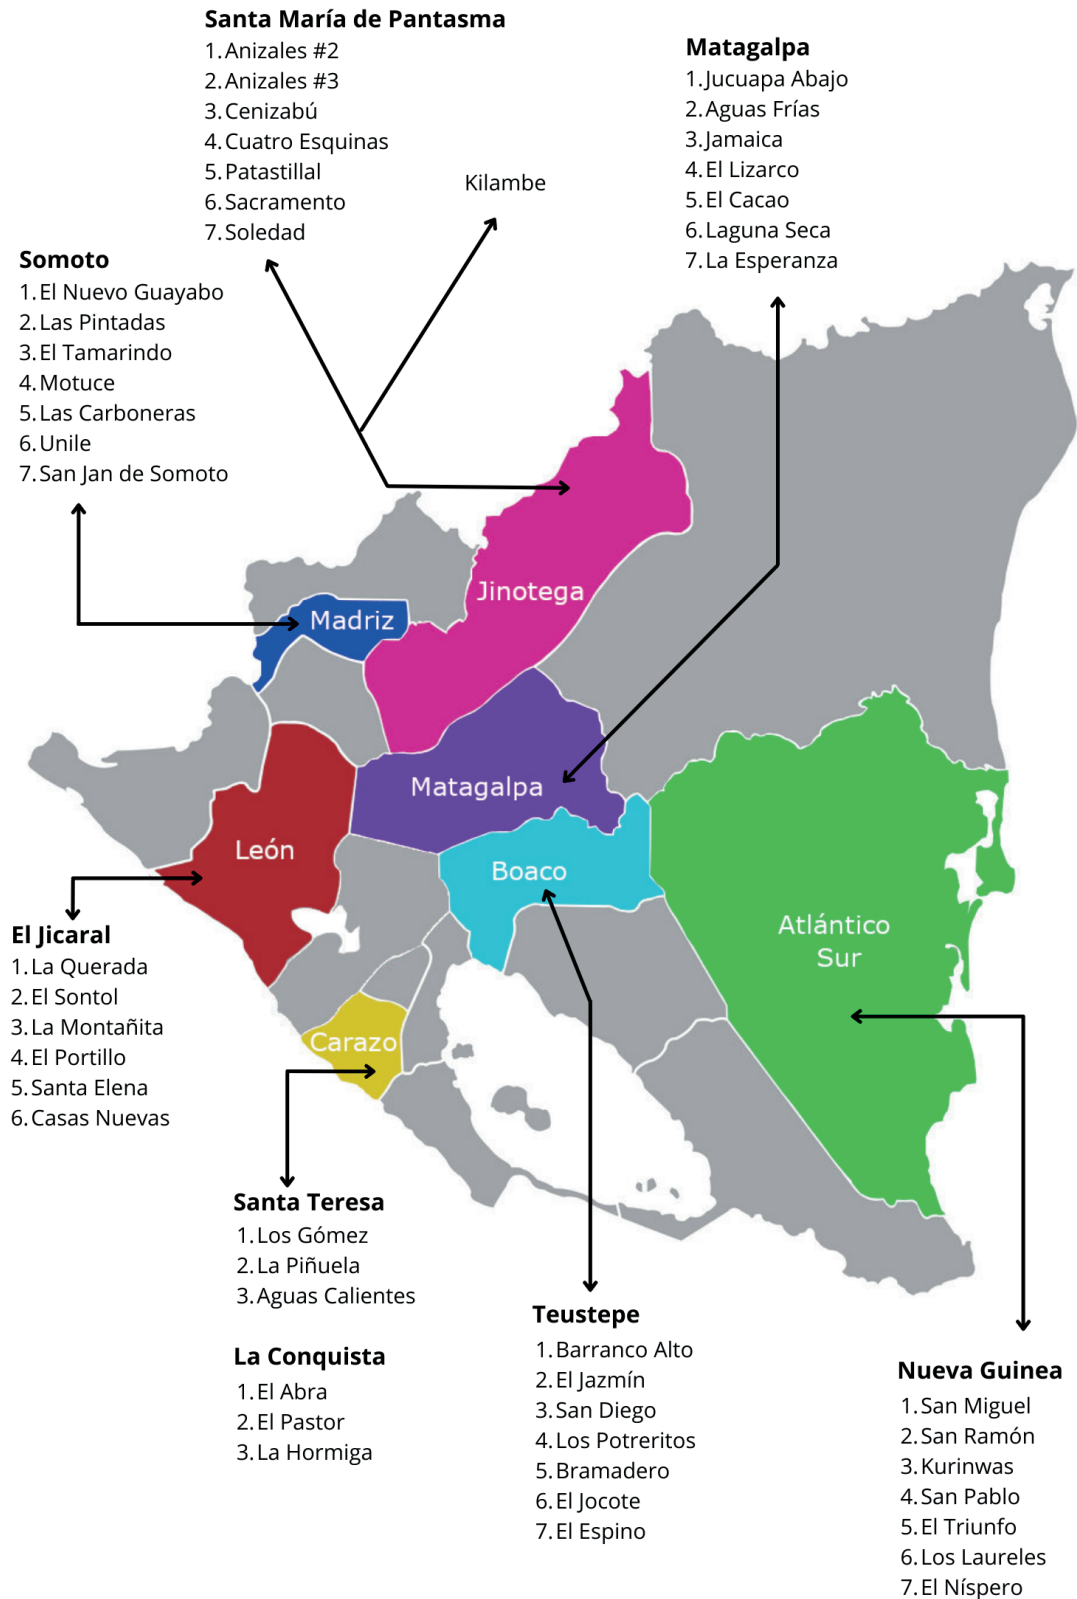 Santa María de Pantasma
1. Anizales #2
2. Anizales #3
3. Cenizabú
4. Cuatro Esquinas
5. Patastillal
6. Sacramento
7. Soledad
Kilambe
Matagalpa
1. Jucuapa Abajo
2. Aguas Frías
3. Jamaica
4. El Lizarco
5. El Cacao
6. Laguna Seca
7. La Esperanza
Somoto
1. El Nuevo Guayabo
2. Las Pintadas
3. El Tamarindo
4. Motuce
5. Las Carboneras
6. Unile
7. San Jan de Somoto
Jinotega
Madriz
Matagalpa
León
Boaco
Atlántico
Sur
Carazo
El Jicaral
1. La Querada
2. El Sontol
3. La Montañita
4. El Portillo
5. Santa Elena
6. Casas Nuevas
Santa Teresa
1. Los Gómez
2. La Piñuela
3. Aguas Calientes
La Conquista
1. El Abra
2. El Pastor
3. La Hormiga
Teustepe
1. Barranco Alto
2. El Jazmín
3. San Diego
4. Los Potreritos
5. Bramadero
6. El Jocote
7. El Espino
Nueva Guinea
1. San Miguel
2. San Ramón
3. Kurinwas
4. San Pablo
5. El Triunfo
6. Los Laureles
7. El Níspero